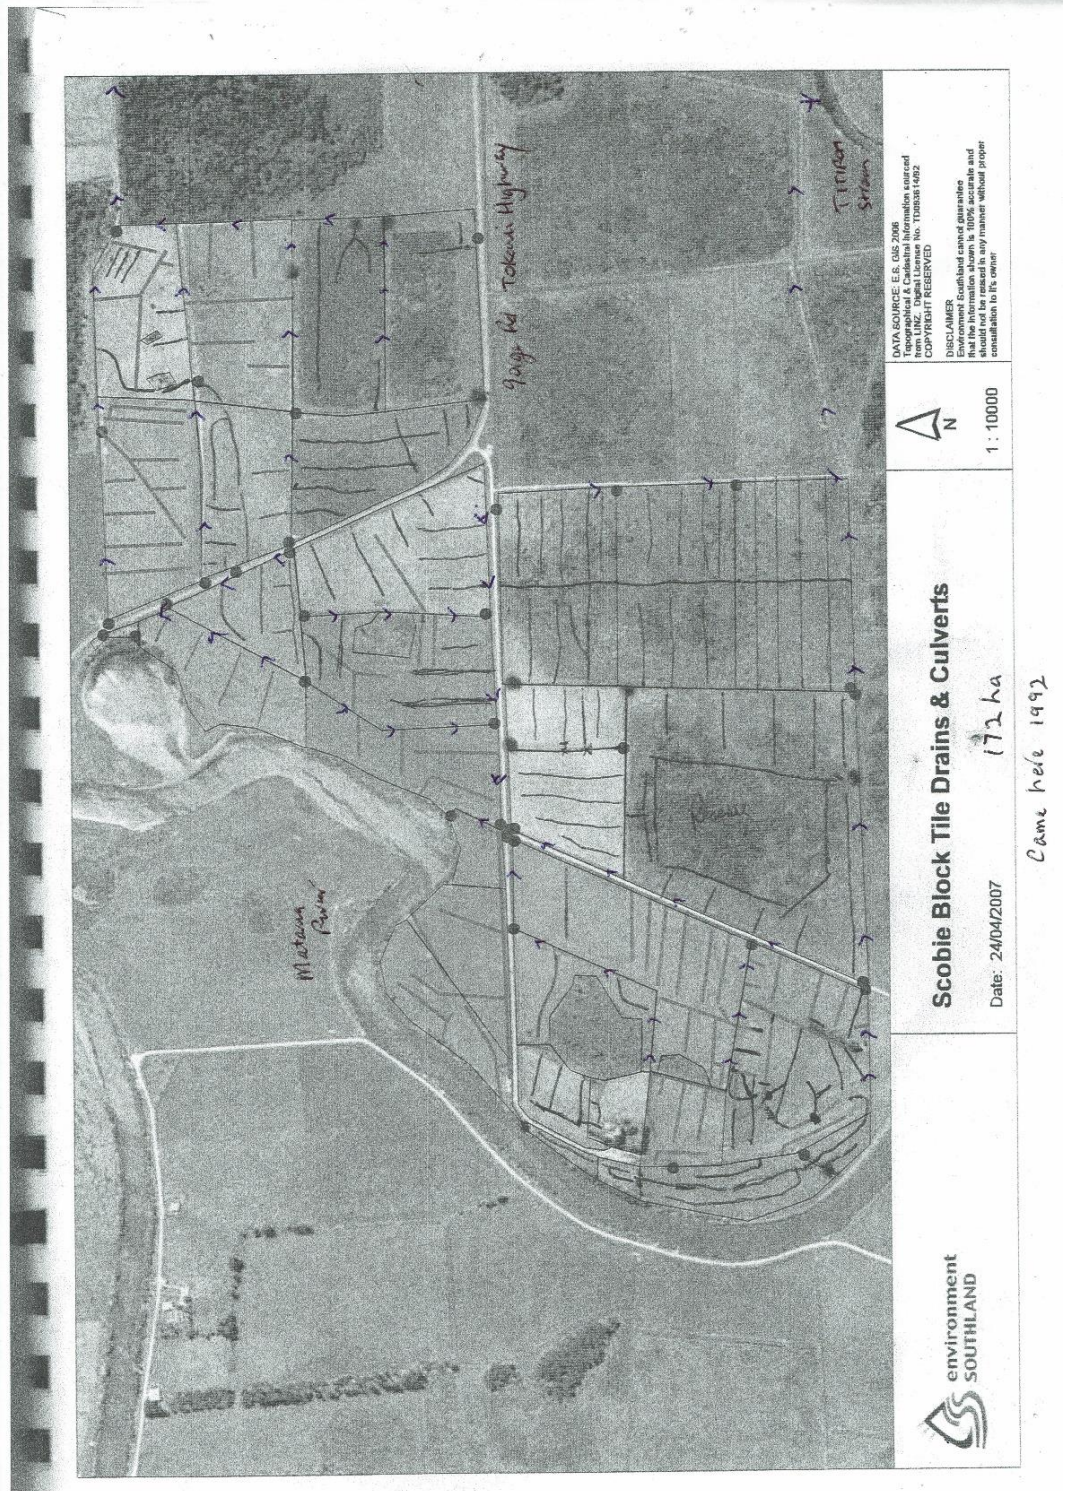 Mataura
River
Gorge Rd Tokanui Highway
Titiroa
Stream
environment
SOUTHLAND
Scobie Block Tile Drains & Culverts
Date: 24/04/2007
172 ha
N
1 : 10000
DATA SOURCE: E.S. GIS 2006
Topographical & Cadastral Information sourced
from LINZ. Digital License No. TD093614/92
COPYRIGHT RESERVED
DISCLAIMER
Environment Southland cannot guarantee
that the information shown is 100% accurate and
should not be reused in any manner without proper
consultation to it's owner
Came here 1992